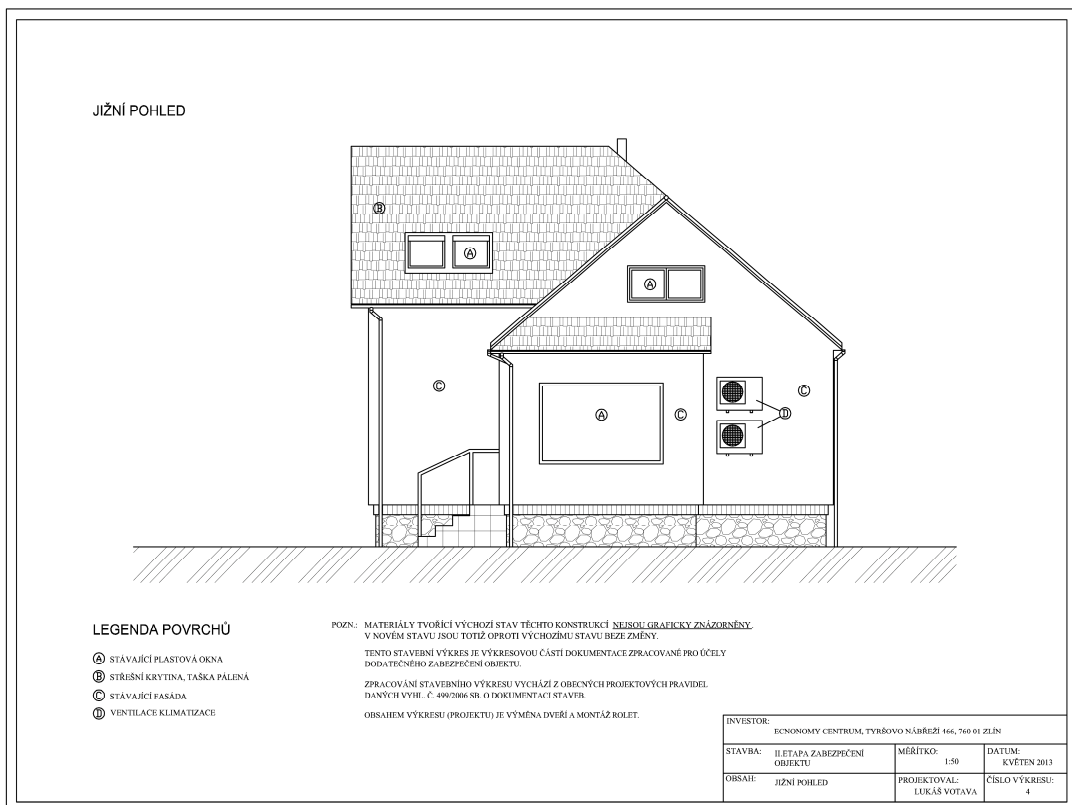 JIŽNÍ POHLED
B
A
A
C
A
C
C
D
LEGENDA POVRCHŮ
A STÁVAJÍCÍ PLASTOVÁ OKNA
B STŘEŠNÍ KRYTINA, TAŠKA PÁLENÁ
C STÁVAJÍCÍ FASÁDA
D VENTILACE KLIMATIZACE
POZN.: MATERIÁLY TVOŘÍCÍ VÝCHOZÍ STAV TĚCHTO KONSTRUKCÍ NEJSOU GRAFICKY ZNÁZORNĚNY.
V NOVÉM STAVU JSOU TOTIŽ OPROTI VÝCHOZÍMU STAVU BEZE ZMĚNY.
TENTO STAVEBNÍ VÝKRES JE VÝKRESOVOU ČÁSTÍ DOKUMENTACE ZPRACOVANÉ PRO ÚČELY
DODATEČNÉHO ZABEZPEČENÍ OBJEKTU.
ZPRACOVÁNÍ STAVEBNÍHO VÝKRESU VYCHÁZÍ Z OBECNÝCH PROJEKTOVÝCH PRAVIDEL
DANÝCH VYHL. Č. 499/2006 SB. O DOKUMENTACI STAVEB.
OBSAHEM VÝKRESU (PROJEKTU) JE VÝMĚNA DVEŘÍ A MONTÁŽ ROLET.
INVESTOR:
ECNONOMY CENTRUM, TYRŠOVO NÁBŘEŽÍ 466, 760 01 ZLÍN
STAVBA: II.ETAPA ZABEZPEČENÍ
OBJEKTU
MĚŘÍTKO:
1:50
DATUM:
KVĚTEN 2013
OBSAH: JIŽNÍ POHLED
PROJEKTOVAL:
LUKÁŠ VOTAVA
ČÍSLO VÝKRESU:
4